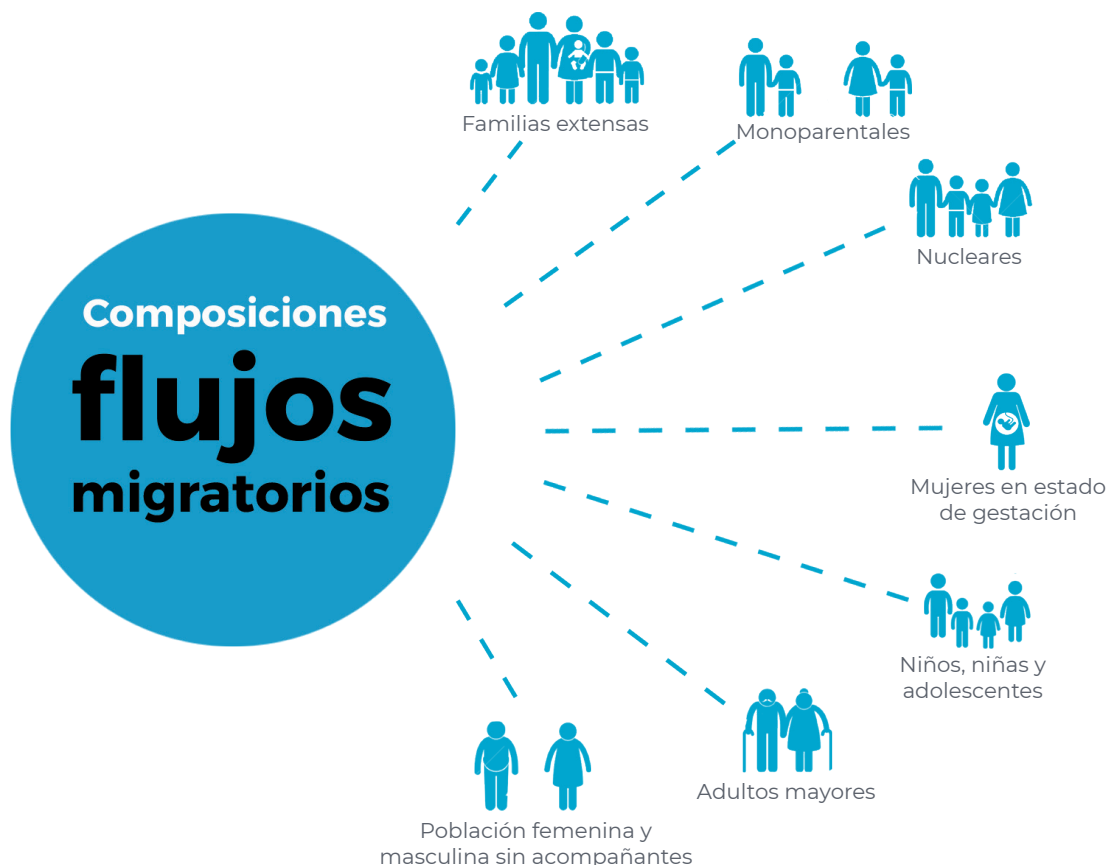 Familias extensas
Monoparentales
Nucleares
Composiciones
flujos
migratorios
Mujeres en estado
de gestación
Niños, niñas y
adolescentes
Adultos mayores
Población femenina y
masculina sin acompañantes